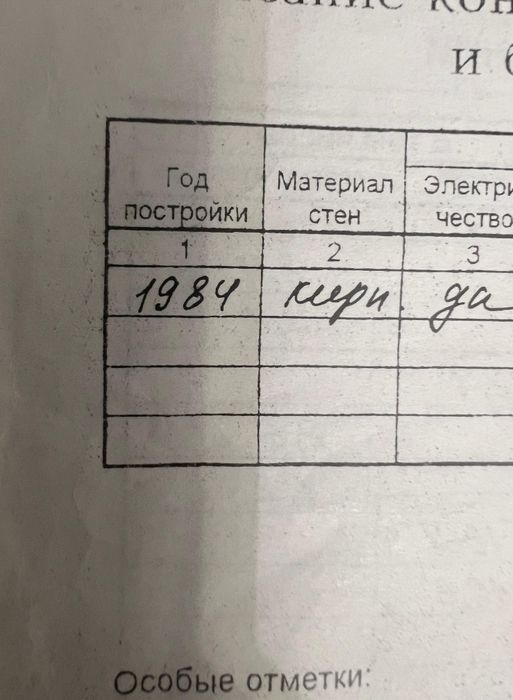 и
Год
постройки
Материал
стен
Электри
чество
1 2 3
1984 кирп. да
Особые отметки: